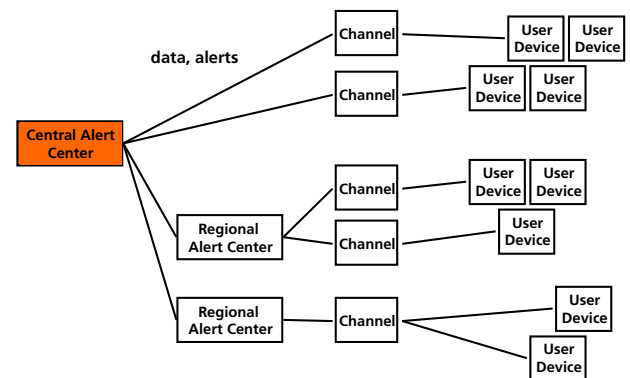 data, alerts
Central Alert
Center
Channel
User
Device
User
Device
Channel
User
Device
User
Device
Regional
Alert Center
Channel
User
Device
User
Device
Channel
User
Device
Regional
Alert Center
Channel
User
Device
User
Device